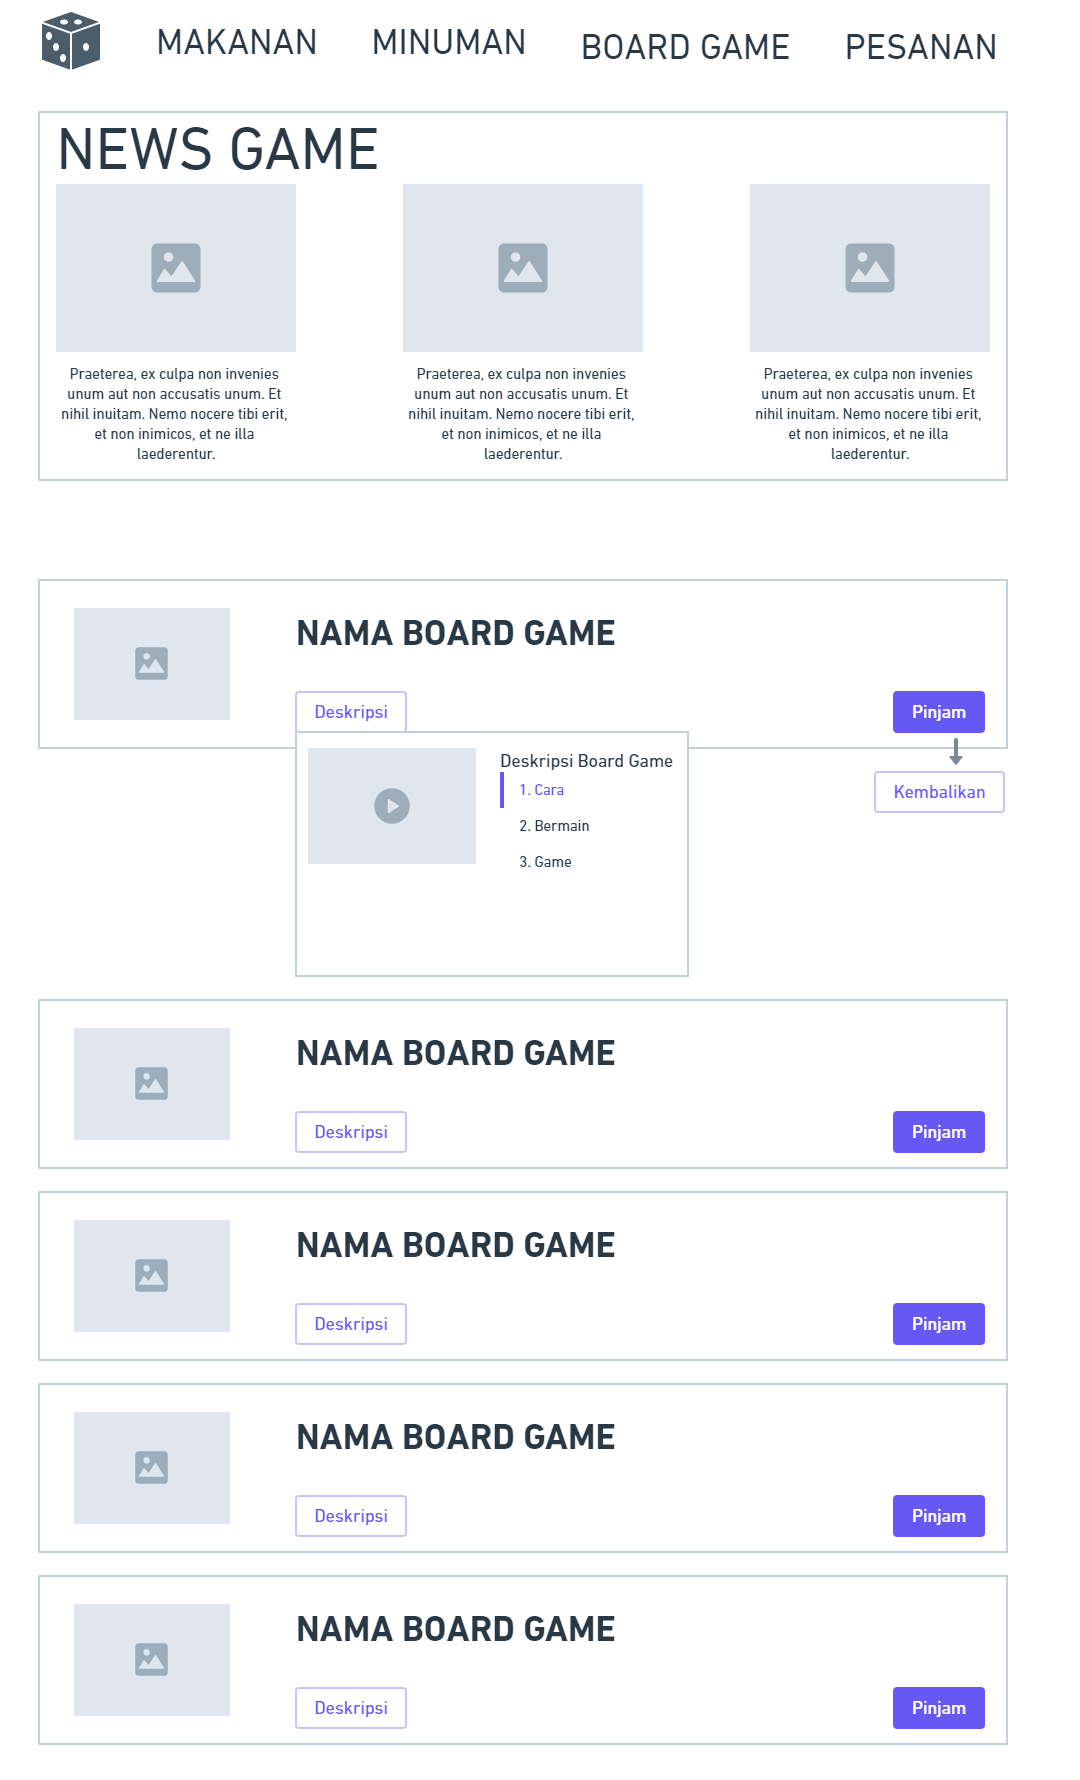 MAKANAN
MINUMAN
BOARD GAME
PESANAN
NEWS GAME
Praeterea, ex culpa non invenies
unum aut non accusatis unum. Et
nihil inuitam. Nemo nocere tibi erit,
et non inimicos, et ne illa
laederentur.
Praeterea, ex culpa non invenies
unum aut non accusatis unum. Et
nihil inuitam. Nemo nocere tibi erit,
et non inimicos, et ne illa
laederentur.
Praeterea, ex culpa non invenies
unum aut non accusatis unum. Et
nihil inuitam. Nemo nocere tibi erit,
et non inimicos, et ne illa
laederentur.
NAMA BOARD GAME
Deskripsi
Pinjam
Deskripsi Board Game
1. Cara
2. Bermain
3. Game
Kembalikan
NAMA BOARD GAME
Deskripsi
Pinjam
NAMA BOARD GAME
Deskripsi
Pinjam
NAMA BOARD GAME
Deskripsi
Pinjam
NAMA BOARD GAME
Deskripsi
Pinjam